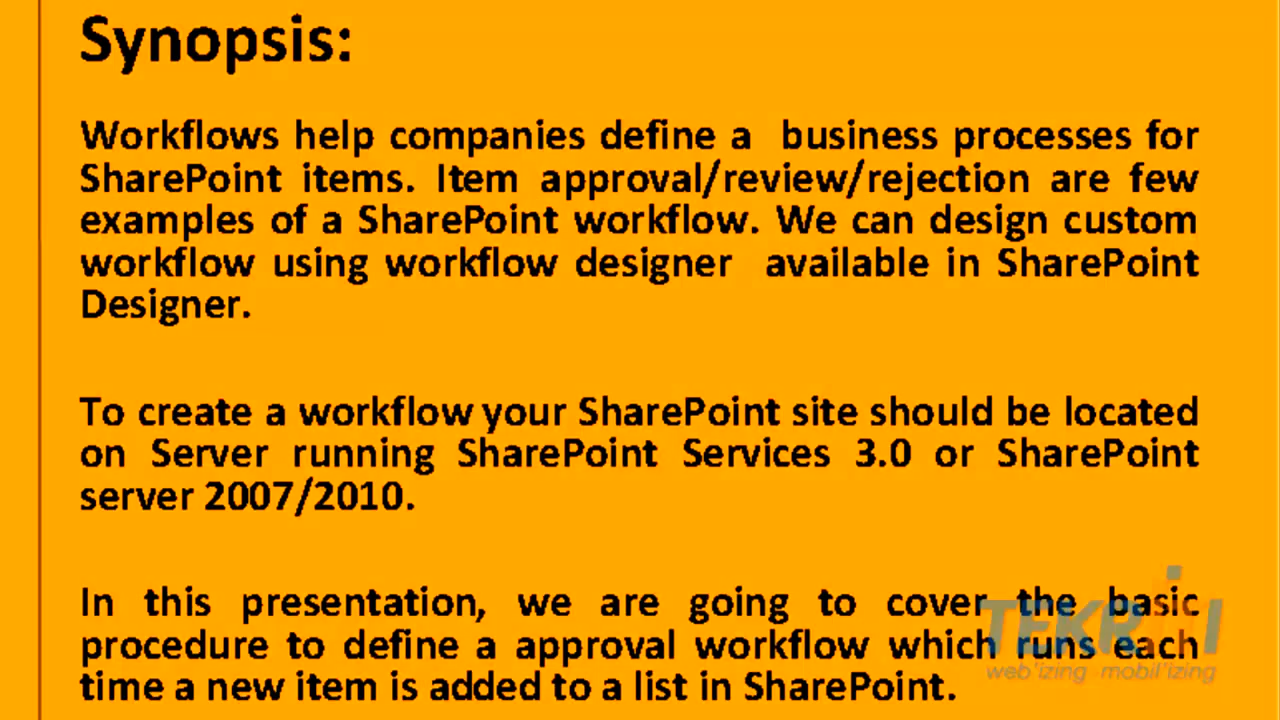 Synopsis:
Workflows help companies define a business processes for
SharePoint items. Item approval/review/rejection are few
examples of a SharePoint workflow. We can design custom
workflow using workflow designer available in SharePoint
Designer.
To create a workflow your SharePoint site should be located
on Server running SharePoint Services 3.0 or SharePoint
server 2007/2010.
In this presentation, we are going to cover the basic
procedure to define a approval workflow which runs each
time a new item is added to a list in SharePoint.
web'izing mobil'izing